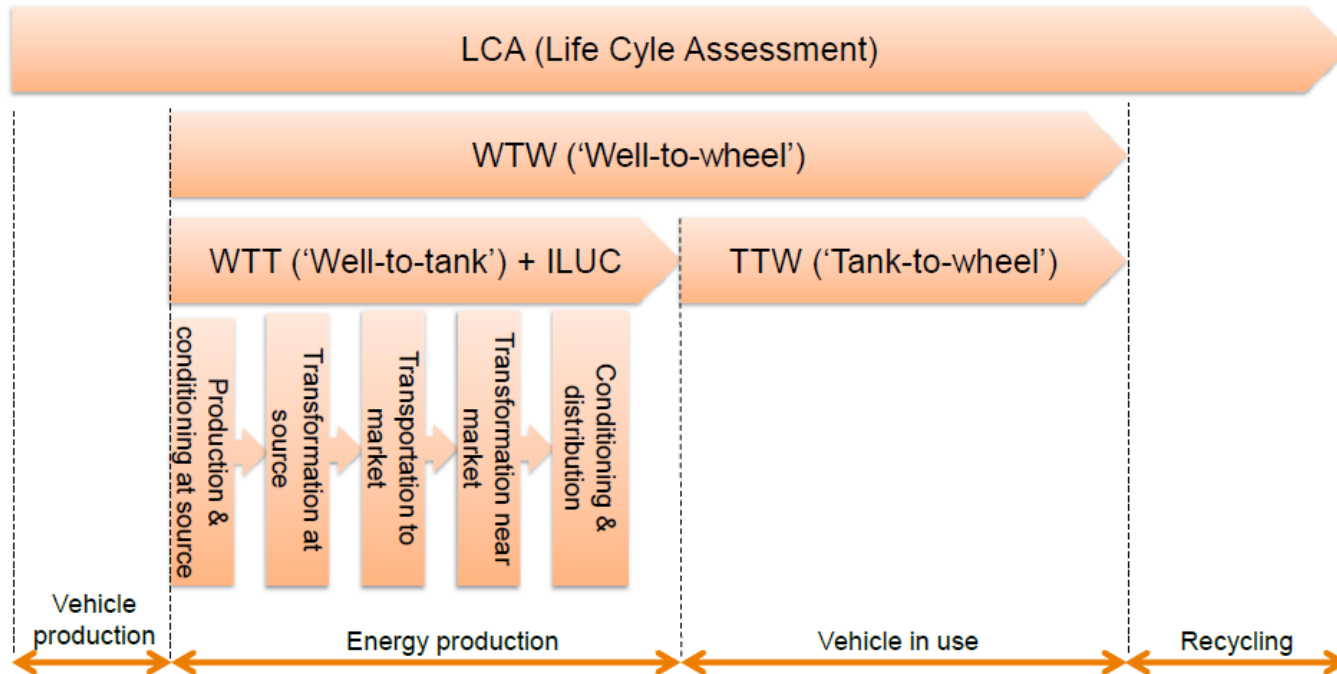 LCA (Life Cyle Assessment)
WTW (‘Well-to-wheel’)
WTT (‘Well-to-tank’) + ILUC
TTW (‘Tank-to-wheel’)
Production &
conditioning at source
Transformation at
source
Transportation to
market
Transformation near
market
Conditioning &
distribution
Vehicle
production
Energy production
Vehicle in use
Recycling